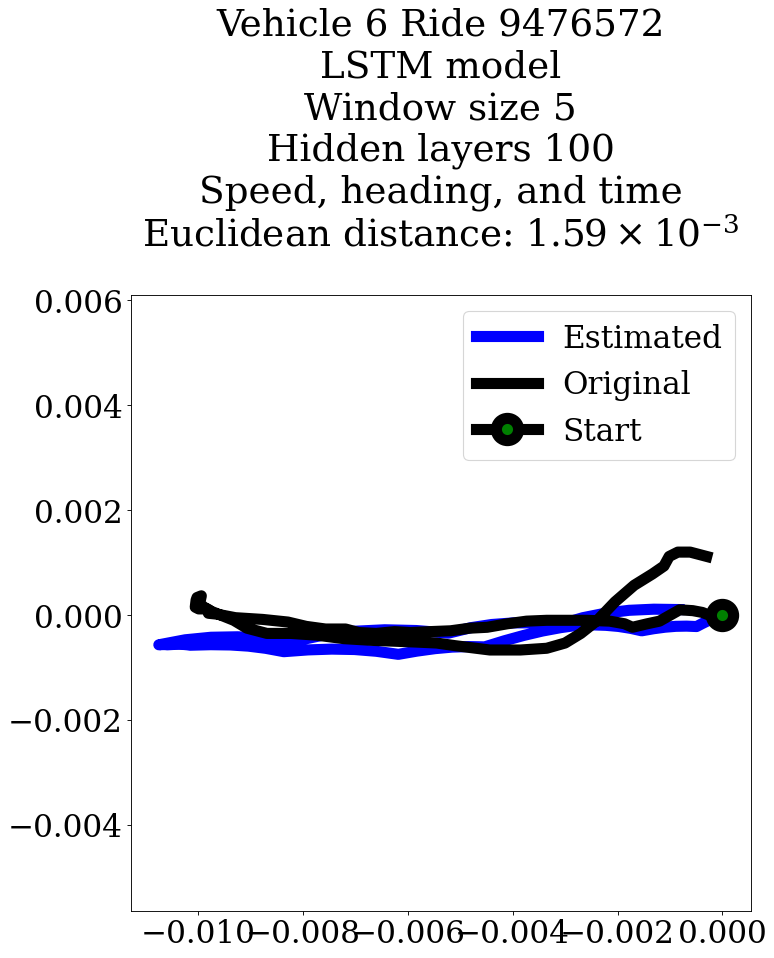 Vehicle 6 Ride 9476572
LSTM model
Window size 5
Hidden layers 100
Speed, heading, and time
Euclidean distance: 1.59 × 10⁻³
0.006
0.004
0.002
0.000
−0.002
−0.004
Estimated
Original
Start
−0.010 −0.008 −0.006 −0.004 −0.002 0.000